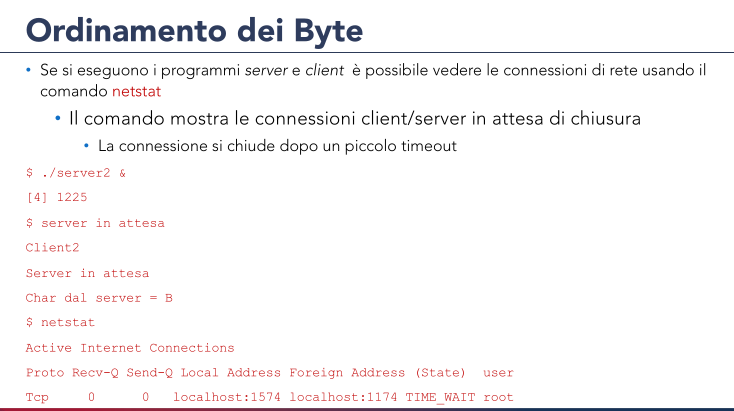 Ordinamento dei Byte
• Se si eseguono i programmi server e client è possibile vedere le connessioni di rete usando il
comando netstat
• Il comando mostra le connessioni client/server in attesa di chiusura
• La connessione si chiude dopo un piccolo timeout
$ ./server2 &
[4] 1225
$ server in attesa
Client2
Server in attesa
Char dal server = B
$ netstat
Active Internet Connections
Proto Recv-Q Send-Q Local Address Foreign Address (State) user
Tcp 0 0 localhost:1574 localhost:1174 TIME_WAIT root